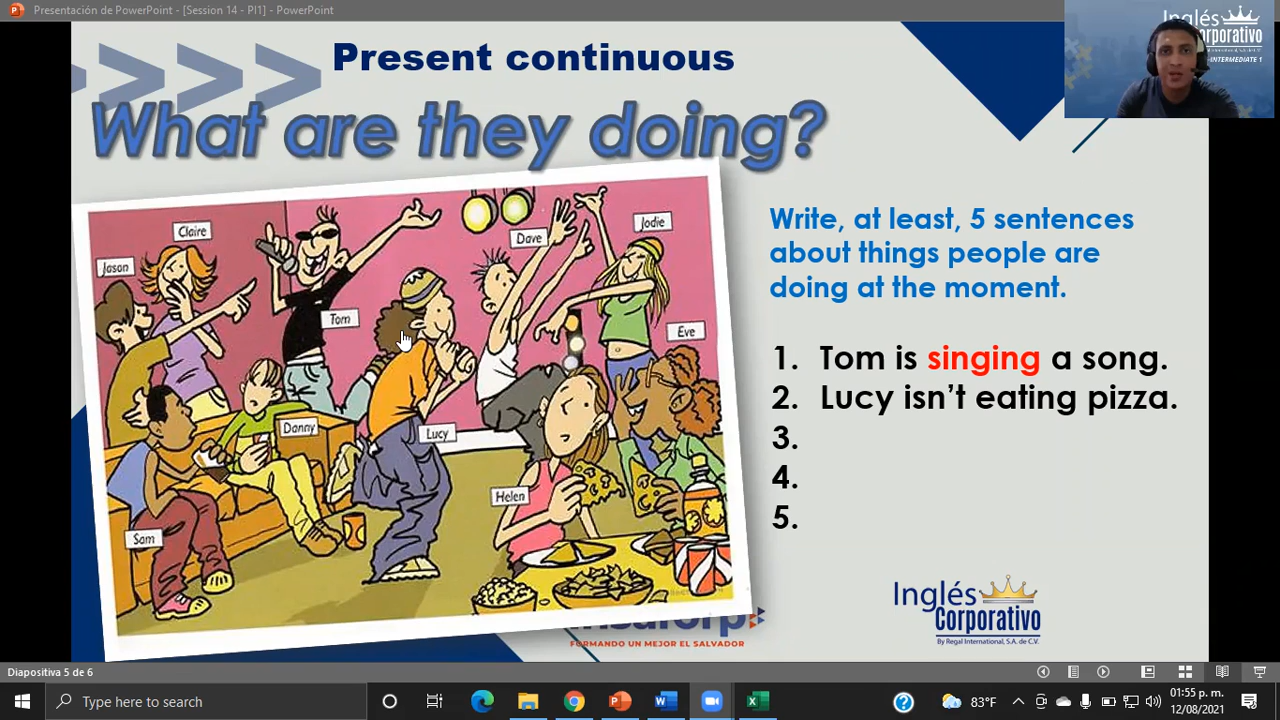 Presentación de PowerPoint - [Session 14 - PI1] - PowerPoint
Inglés
Corporativo
-INTERMEDIATE 1
Present continuous
What are they doing?
Claire
Jason
Tom
Dave
Jodie
Eve
Danny
Lucy
Helen
Sam
Write, at least, 5 sentences
about things people are
doing at the moment.
1. Tom is singing a song.
2. Lucy isn't eating pizza.
3.
4.
5.
Inglés
Corporativo
By Regal International, S.A. de C.V.
FORMANDO UN MEJOR EL SALVADOR
Diapositiva 5 de 6
Type here to search
83°F
01:55 p. m.
12/08/2021